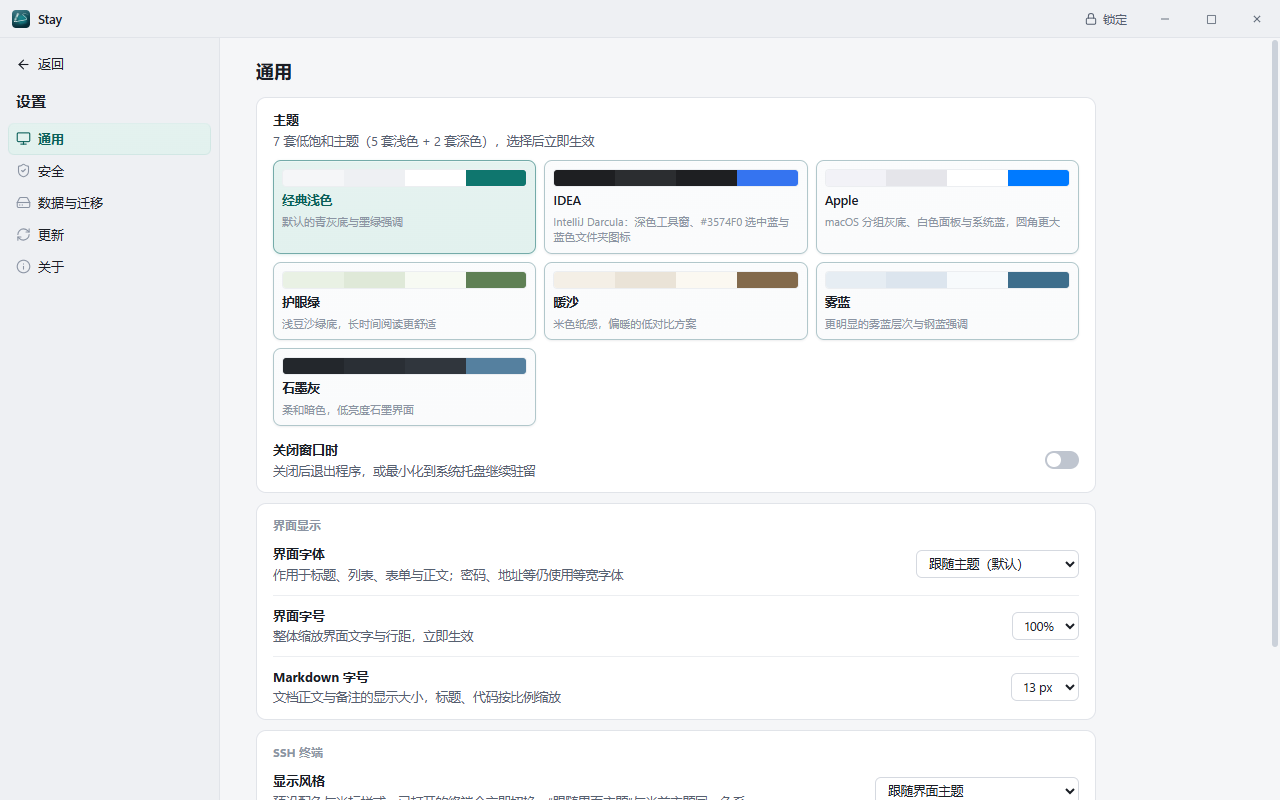 Stay
锁定
返回
设置
通用
安全
数据与迁移
更新
关于
通用
主题
7 套低饱和主题（5 套浅色 + 2 套深色），选择后立即生效
经典浅色
默认的青灰底与墨绿强调
IDEA
IntelliJ Darcula：深色工具窗、#3574F0 选中蓝与
蓝色文件夹图标
Apple
macOS 分组灰底、白色面板与系统蓝，圆角更大
护眼绿
浅豆沙绿底，长时间阅读更舒适
暖沙
米色纸感，偏暖的低对比方案
雾蓝
更明显的雾蓝层次与钢蓝强调
石墨灰
柔和暗色，低亮度石墨界面
关闭窗口时
关闭后退出程序，或最小化到系统托盘继续驻留
界面显示
界面字体
作用于标题、列表、表单与正文；密码、地址等仍使用等宽字体
跟随主题（默认）
界面字号
整体缩放界面文字与行距，立即生效
100%
Markdown 字号
文档正文与备注的显示大小，标题、代码按比例缩放
13 px
SSH 终端
显示风格
跟随界面主题